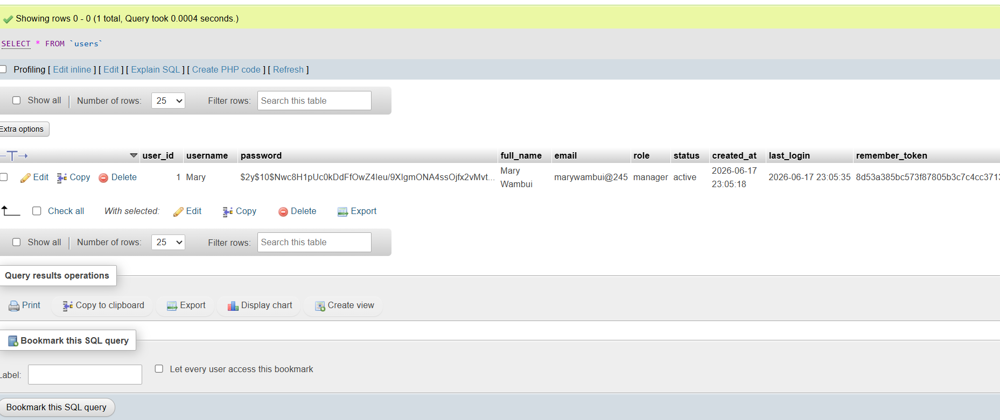 Showing rows 0 - 0 (1 total, Query took 0.0004 seconds.)
SELECT * FROM `users`
Profiling [ Edit inline ] [ Edit ] [ Explain SQL ] [ Create PHP code ] [ Refresh ]
Show all Number of rows: 25 Filter rows: Search this table
Extra options
user_id username password full_name email role status created_at last_login remember_token
Edit Copy Delete 1 Mary $2y$10$Nwc8H1pUc0kDdFfOwZ4Ieu/9XlgmONA4ssOjfx2vMvt... Mary Wambui marywambui@245 manager active 2026-06-17 23:05:18 2026-06-17 23:05:35 8d53a385bc573f87805b3c7c4cc3713
Check all With selected: Edit Copy Delete Export
Show all Number of rows: 25 Filter rows: Search this table
Query results operations
Print Copy to clipboard Export Display chart Create view
Bookmark this SQL query
Label: Let every user access this bookmark
Bookmark this SQL query